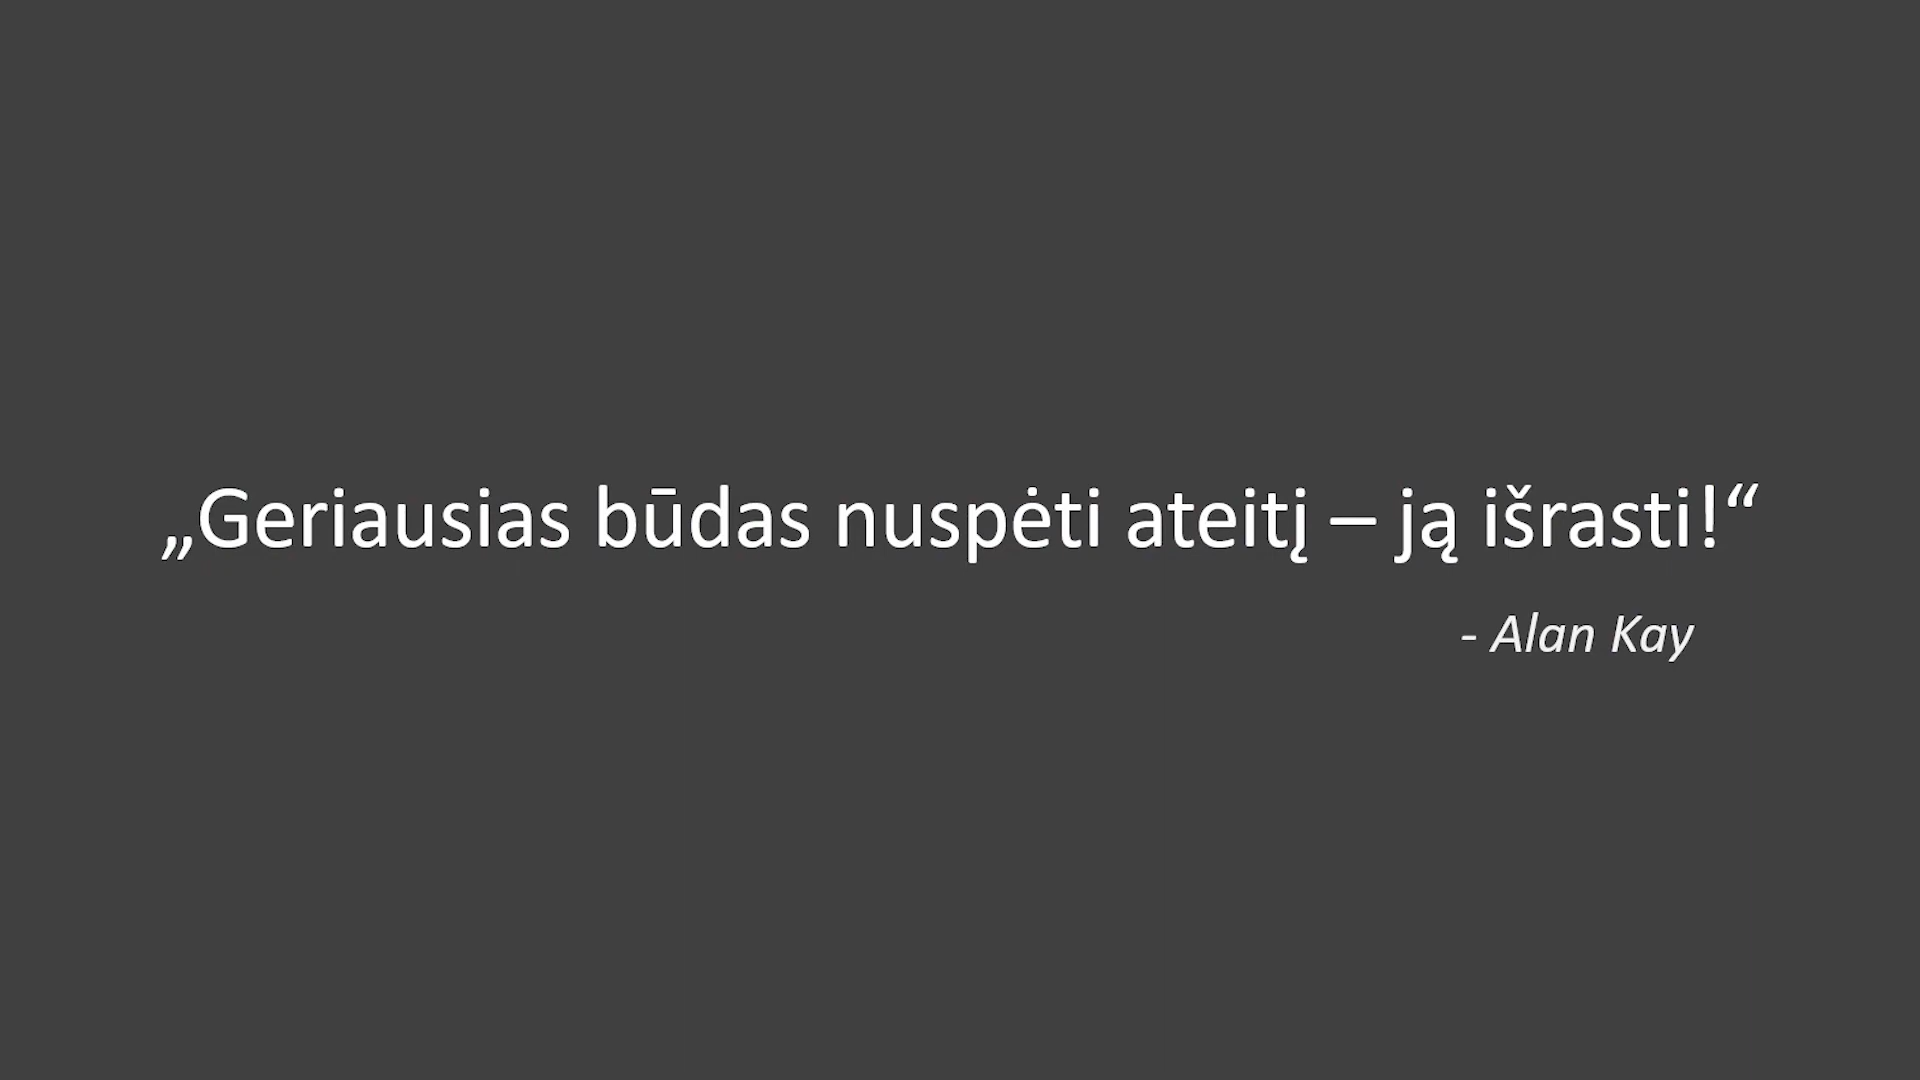 „Geriausias būdas nuspėti ateitį – ją išrasti!“
- Alan Kay